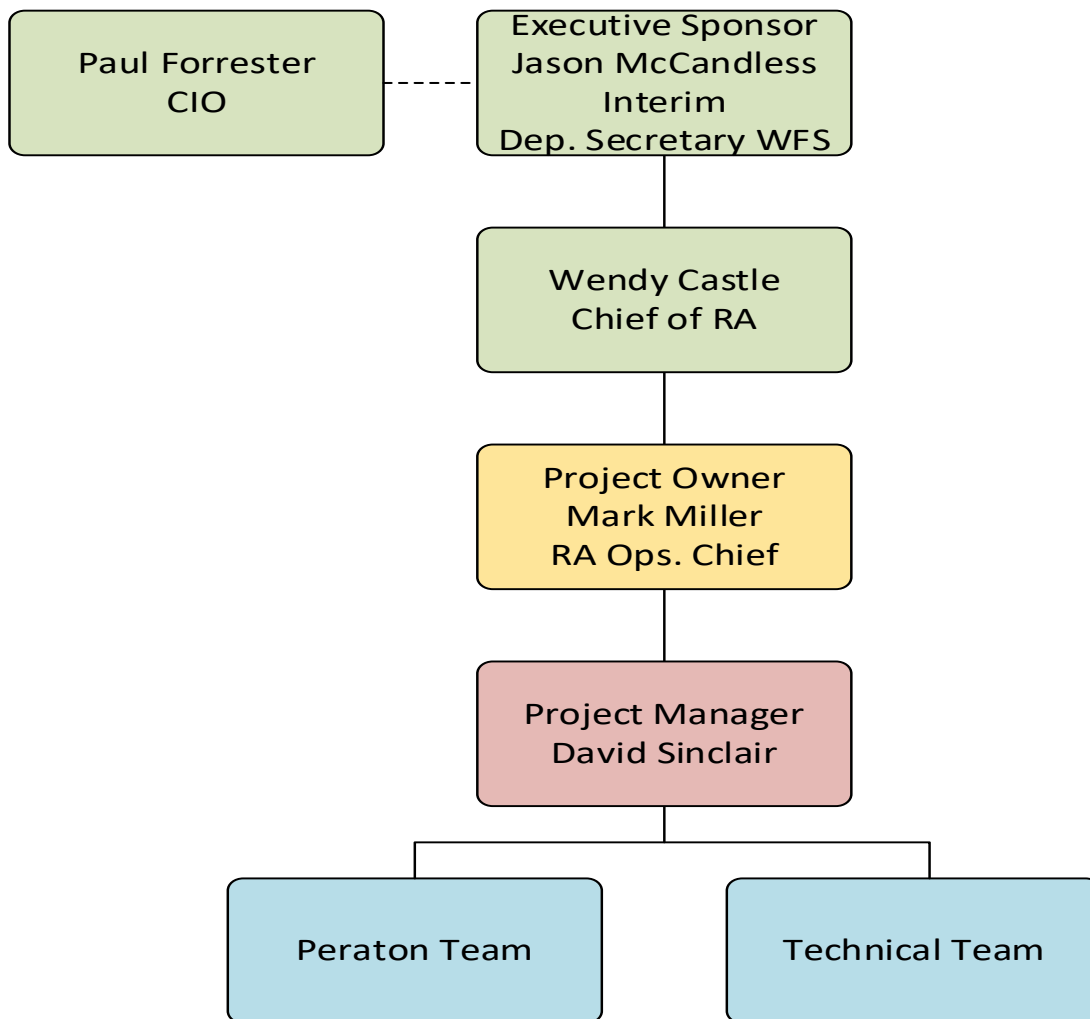 Paul Forrester
CIO
Executive Sponsor
Jason McCandless
Interim
Dep. Secretary WFS
Wendy Castle
Chief of RA
Project Owner
Mark Miller
RA Ops. Chief
Project Manager
David Sinclair
Peraton Team
Technical Team